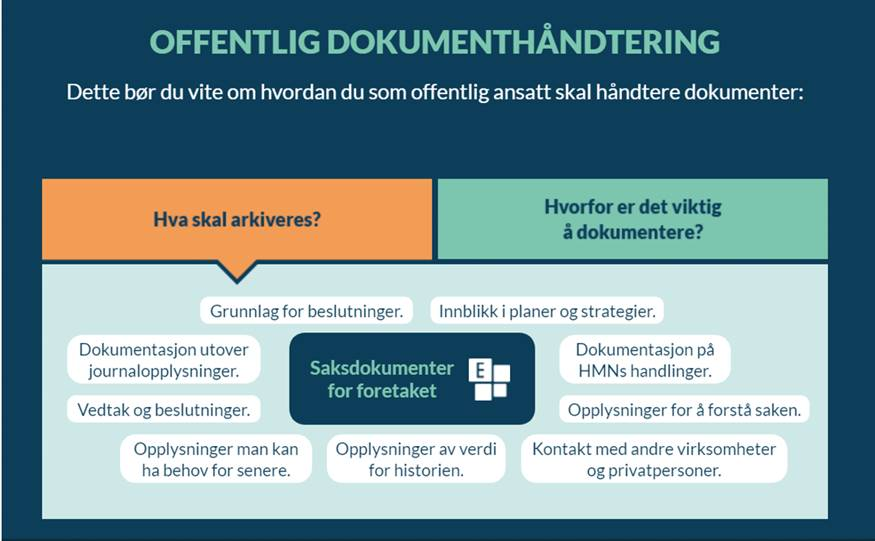 OFFENTLIG DOKUMENTHÅNDTERING
Dette bør du vite om hvordan du som offentlig ansatt skal håndtere dokumenter:
Hva skal arkiveres?
Hvorfor er det viktig
å dokumentere?
Grunnlag for beslutninger.
Innblikk i planer og strategier.
Dokumentasjon utover
journalopplysninger.
Saksdokumenter
for foretaket
E
Dokumentasjon på
HMNs handlinger.
Vedtak og beslutninger.
Opplysninger for å forstå saken.
Opplysninger man kan
ha behov for senere.
Opplysninger av verdi
for historien.
Kontakt med andre virksomheter
og privatpersoner.